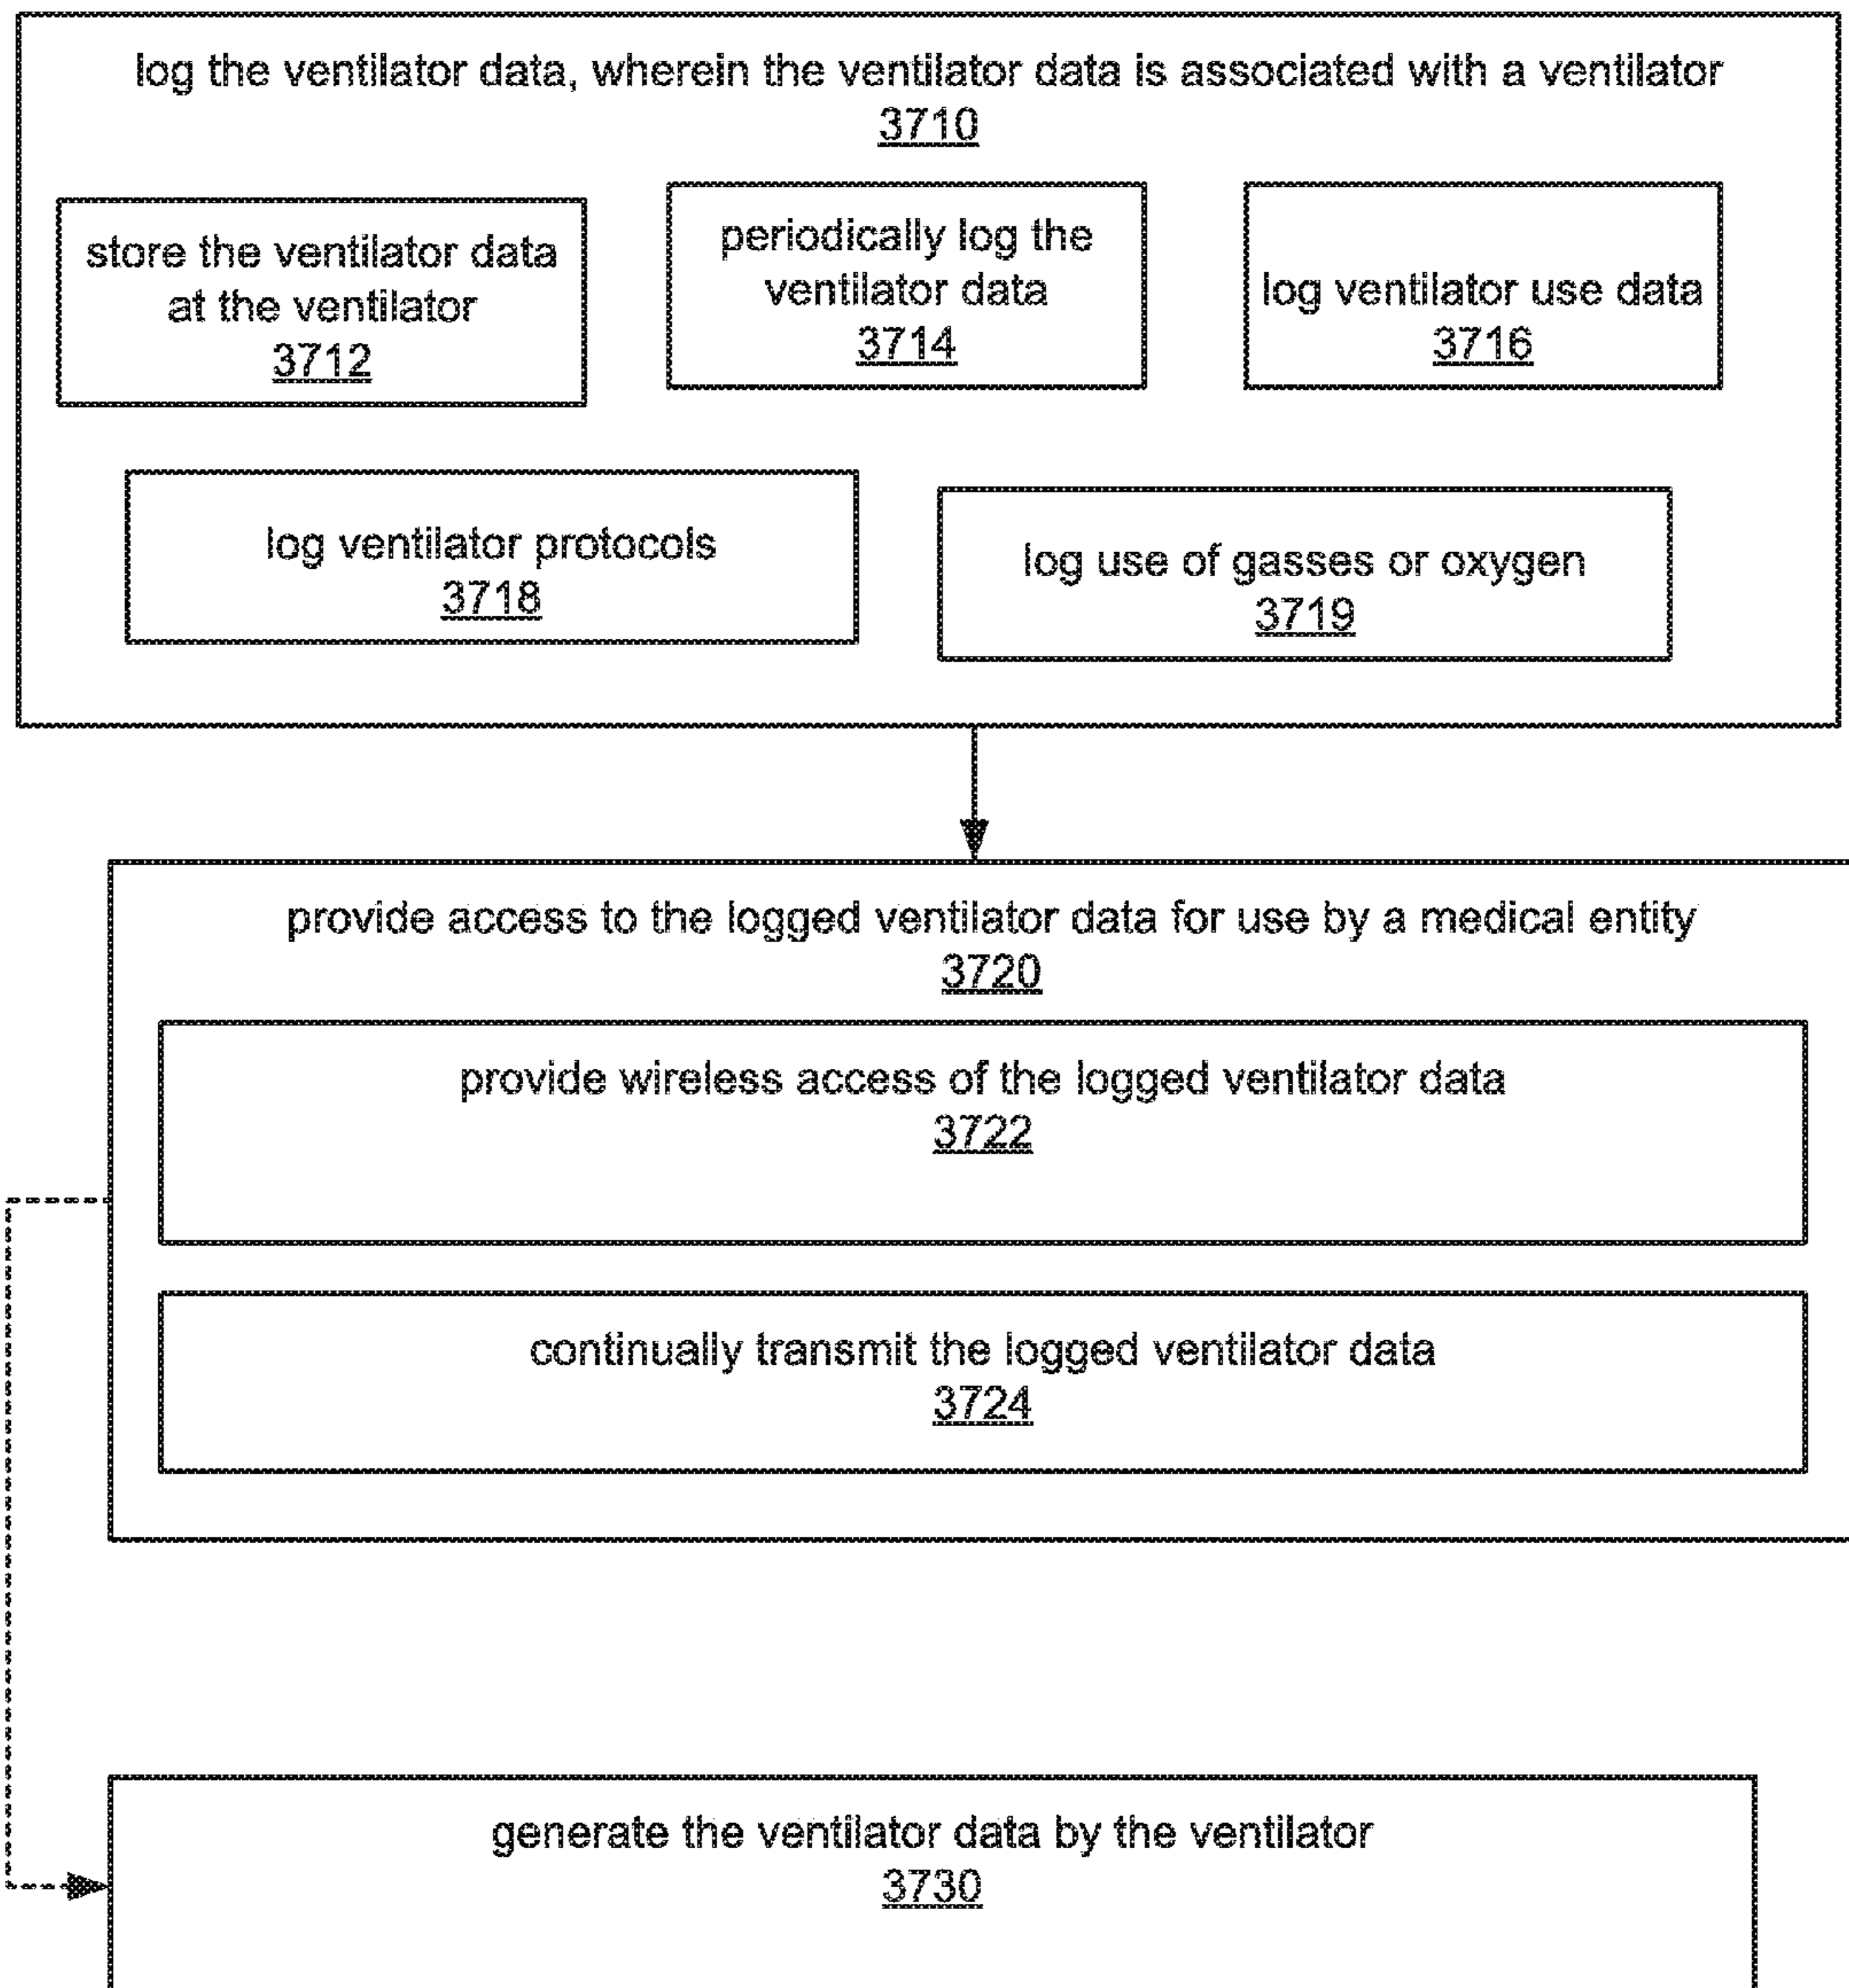 log the ventilator data, wherein the ventilator data is associated with a ventilator
3710
store the ventilator data
at the ventilator
3712
periodically log the
ventilator data
3714
log ventilator use data
3716
log ventilator protocols
3718
log use of gasses or oxygen
3719
provide access to the logged ventilator data for use by a medical entity
3720
provide wireless access of the logged ventilator data
3722
continually transmit the logged ventilator data
3724
generate the ventilator data by the ventilator
3730